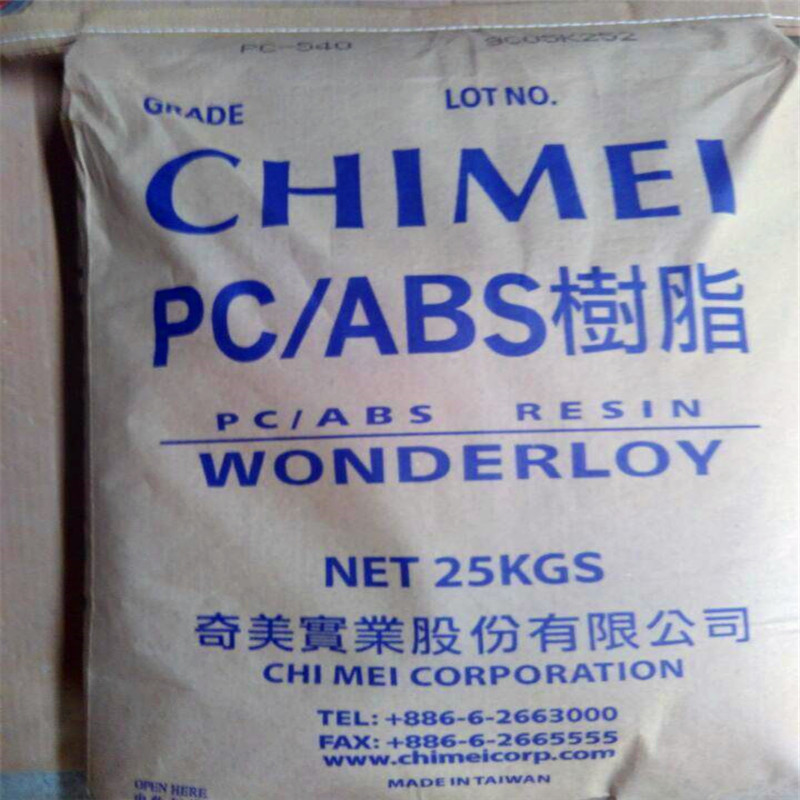 PC-540 9C05K252
GRADE LOT NO.
CHIMEI
PC/ABS樹脂
PC/ABS RESIN
WONDERLOY
NET 25KGS
奇美實業股份有限公司
CHI MEI CORPORATION
TEL: +886-6-2663000
FAX: +886-6-2665555
www.chimeicorp.com
MADE IN TAIWAN
OPEN HERE